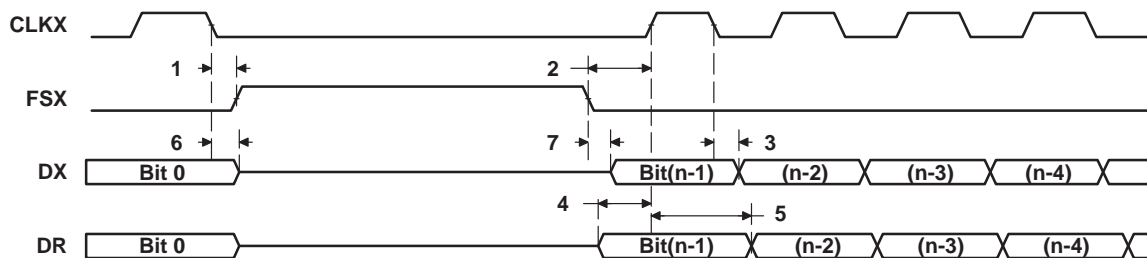 CLKX
1 2
FSX
6 7 3
DX Bit 0 Bit(n-1) (n-2) (n-3) (n-4)
4 5
DR Bit 0 Bit(n-1) (n-2) (n-3) (n-4)